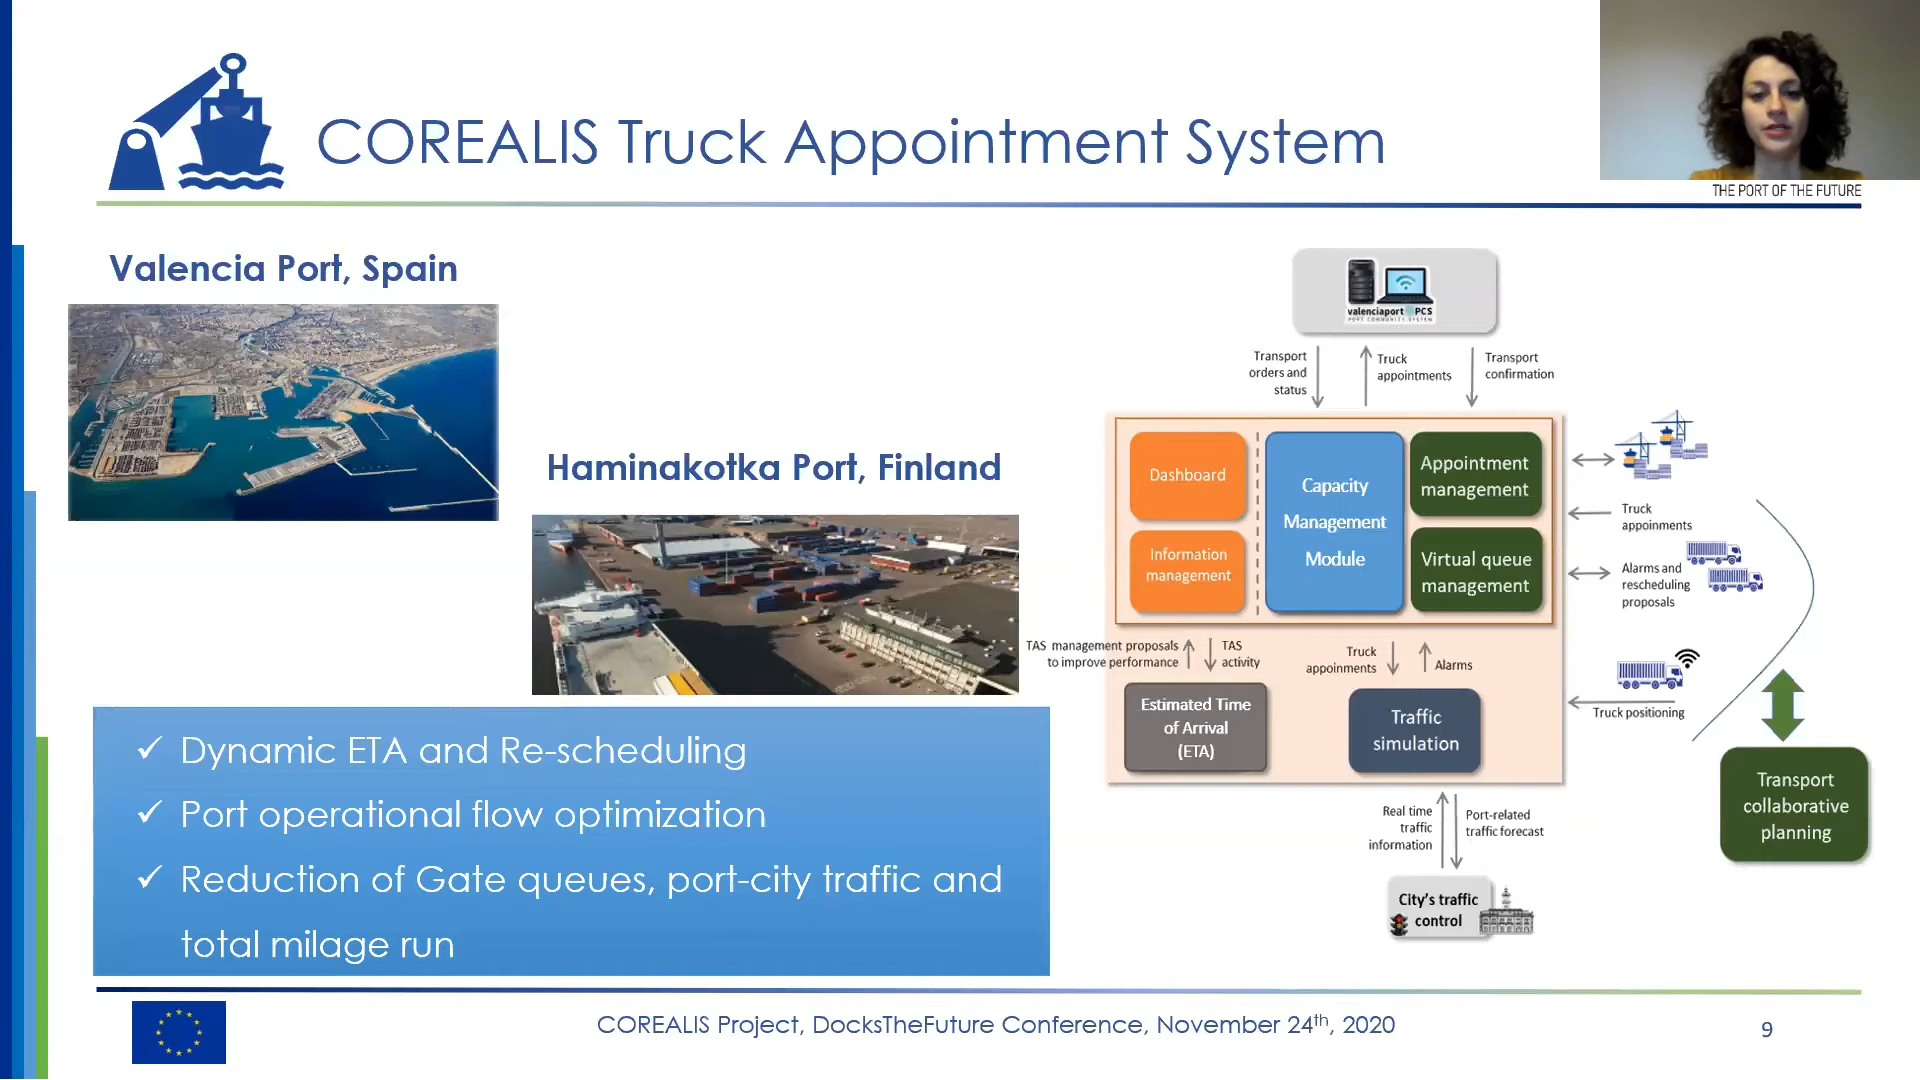 COREALIS Truck Appointment System
THE PORT OF THE FUTURE
Valencia Port, Spain
Haminakotka Port, Finland
Dynamic ETA and Re-scheduling
Port operational flow optimization
Reduction of Gate queues, port-city traffic and
total milage run
valenciaport PCS
PORT COMMUNITY SYSTEM
Transport
orders and
status
Truck
appointments
Transport
confirmation
Dashboard
Information
management
Capacity
Management
Module
Appointment
management
Virtual queue
management
Truck
appoinments
Alarms and
rescheduling
proposals
Truck positioning
TAS management proposals
to improve performance
TAS
activity
Truck
appoinments
Alarms
Estimated Time
of Arrival
(ETA)
Traffic
simulation
Transport
collaborative
planning
Real time
traffic
information
Port-related
traffic forecast
City's traffic
control
COREALIS Project, DocksTheFuture Conference, November 24th, 2020
9